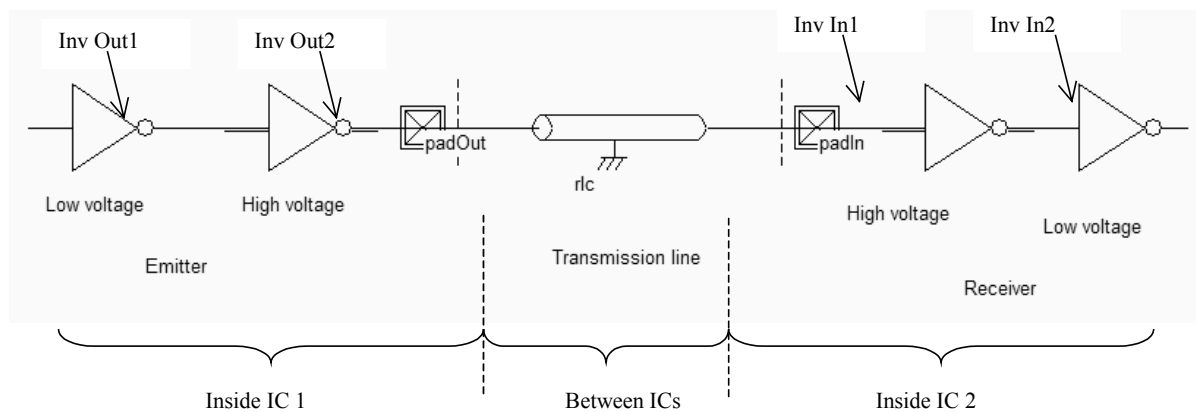 Inv Out1
Inv Out2
Inv In1
Inv In2
padOut
padIn
rlc
Low voltage
High voltage
High voltage
Low voltage
Emitter
Transmission line
Receiver
Inside IC 1
Between ICs
Inside IC 2